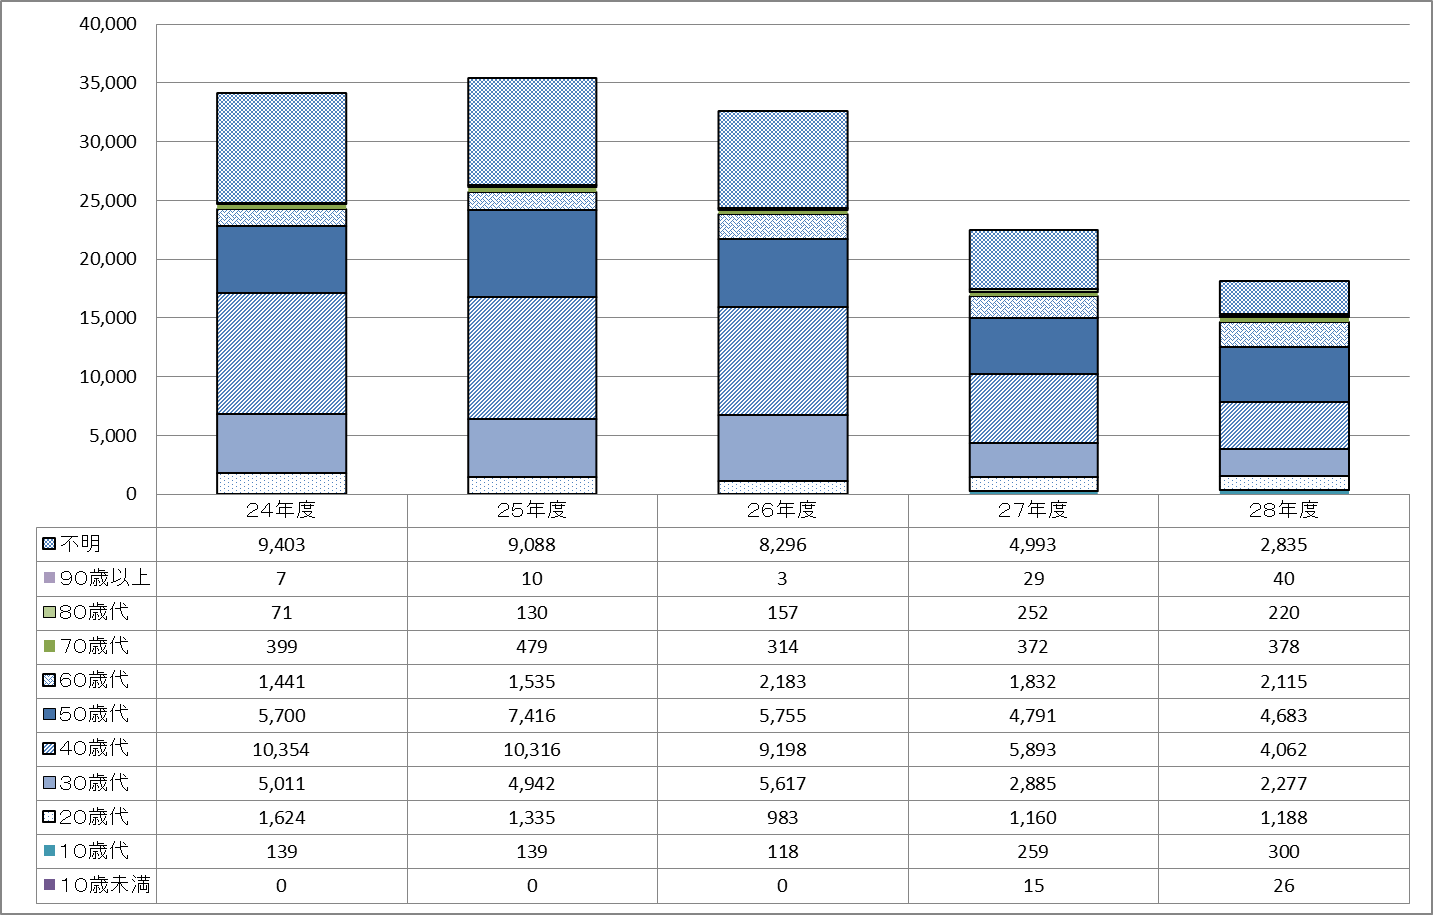 40,000
35,000
30,000
25,000
20,000
15,000
10,000
5,000
0
24年度 25年度 26年度 27年度 28年度
不明 9,403 9,088 8,296 4,993 2,835
90歳以上 7 10 3 29 40
80歳代 71 130 157 252 220
70歳代 399 479 314 372 378
60歳代 1,441 1,535 2,183 1,832 2,115
50歳代 5,700 7,416 5,755 4,791 4,683
40歳代 10,354 10,316 9,198 5,893 4,062
30歳代 5,011 4,942 5,617 2,885 2,277
20歳代 1,624 1,335 983 1,160 1,188
10歳代 139 139 118 259 300
10歳未満 0 0 0 15 26